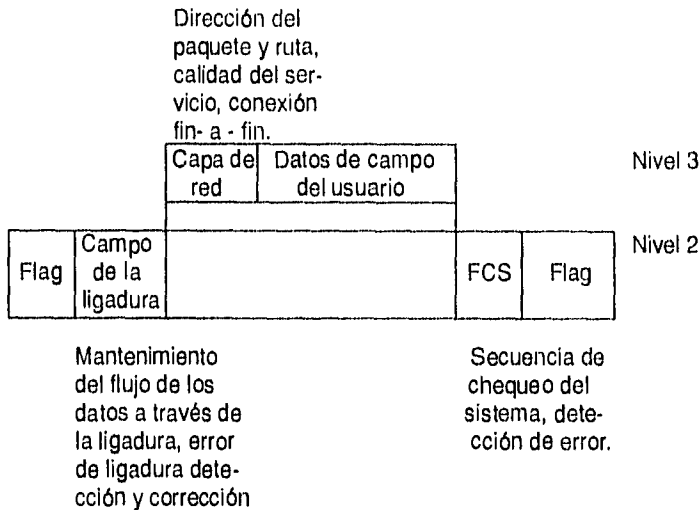 Dirección del
paquete y ruta,
calidad del ser-
vicio, conexión
fin- a - fin.
Capa de
red
Datos de campo
del usuario
Nivel 3
Flag
Campo
de la
ligadura
FCS
Flag
Nivel 2
Mantenimiento
del flujo de los
datos a través de
la ligadura, error
de ligadura dete-
cción y corrección
Secuencia de
chequeo del
sistema, dete-
cción de error.